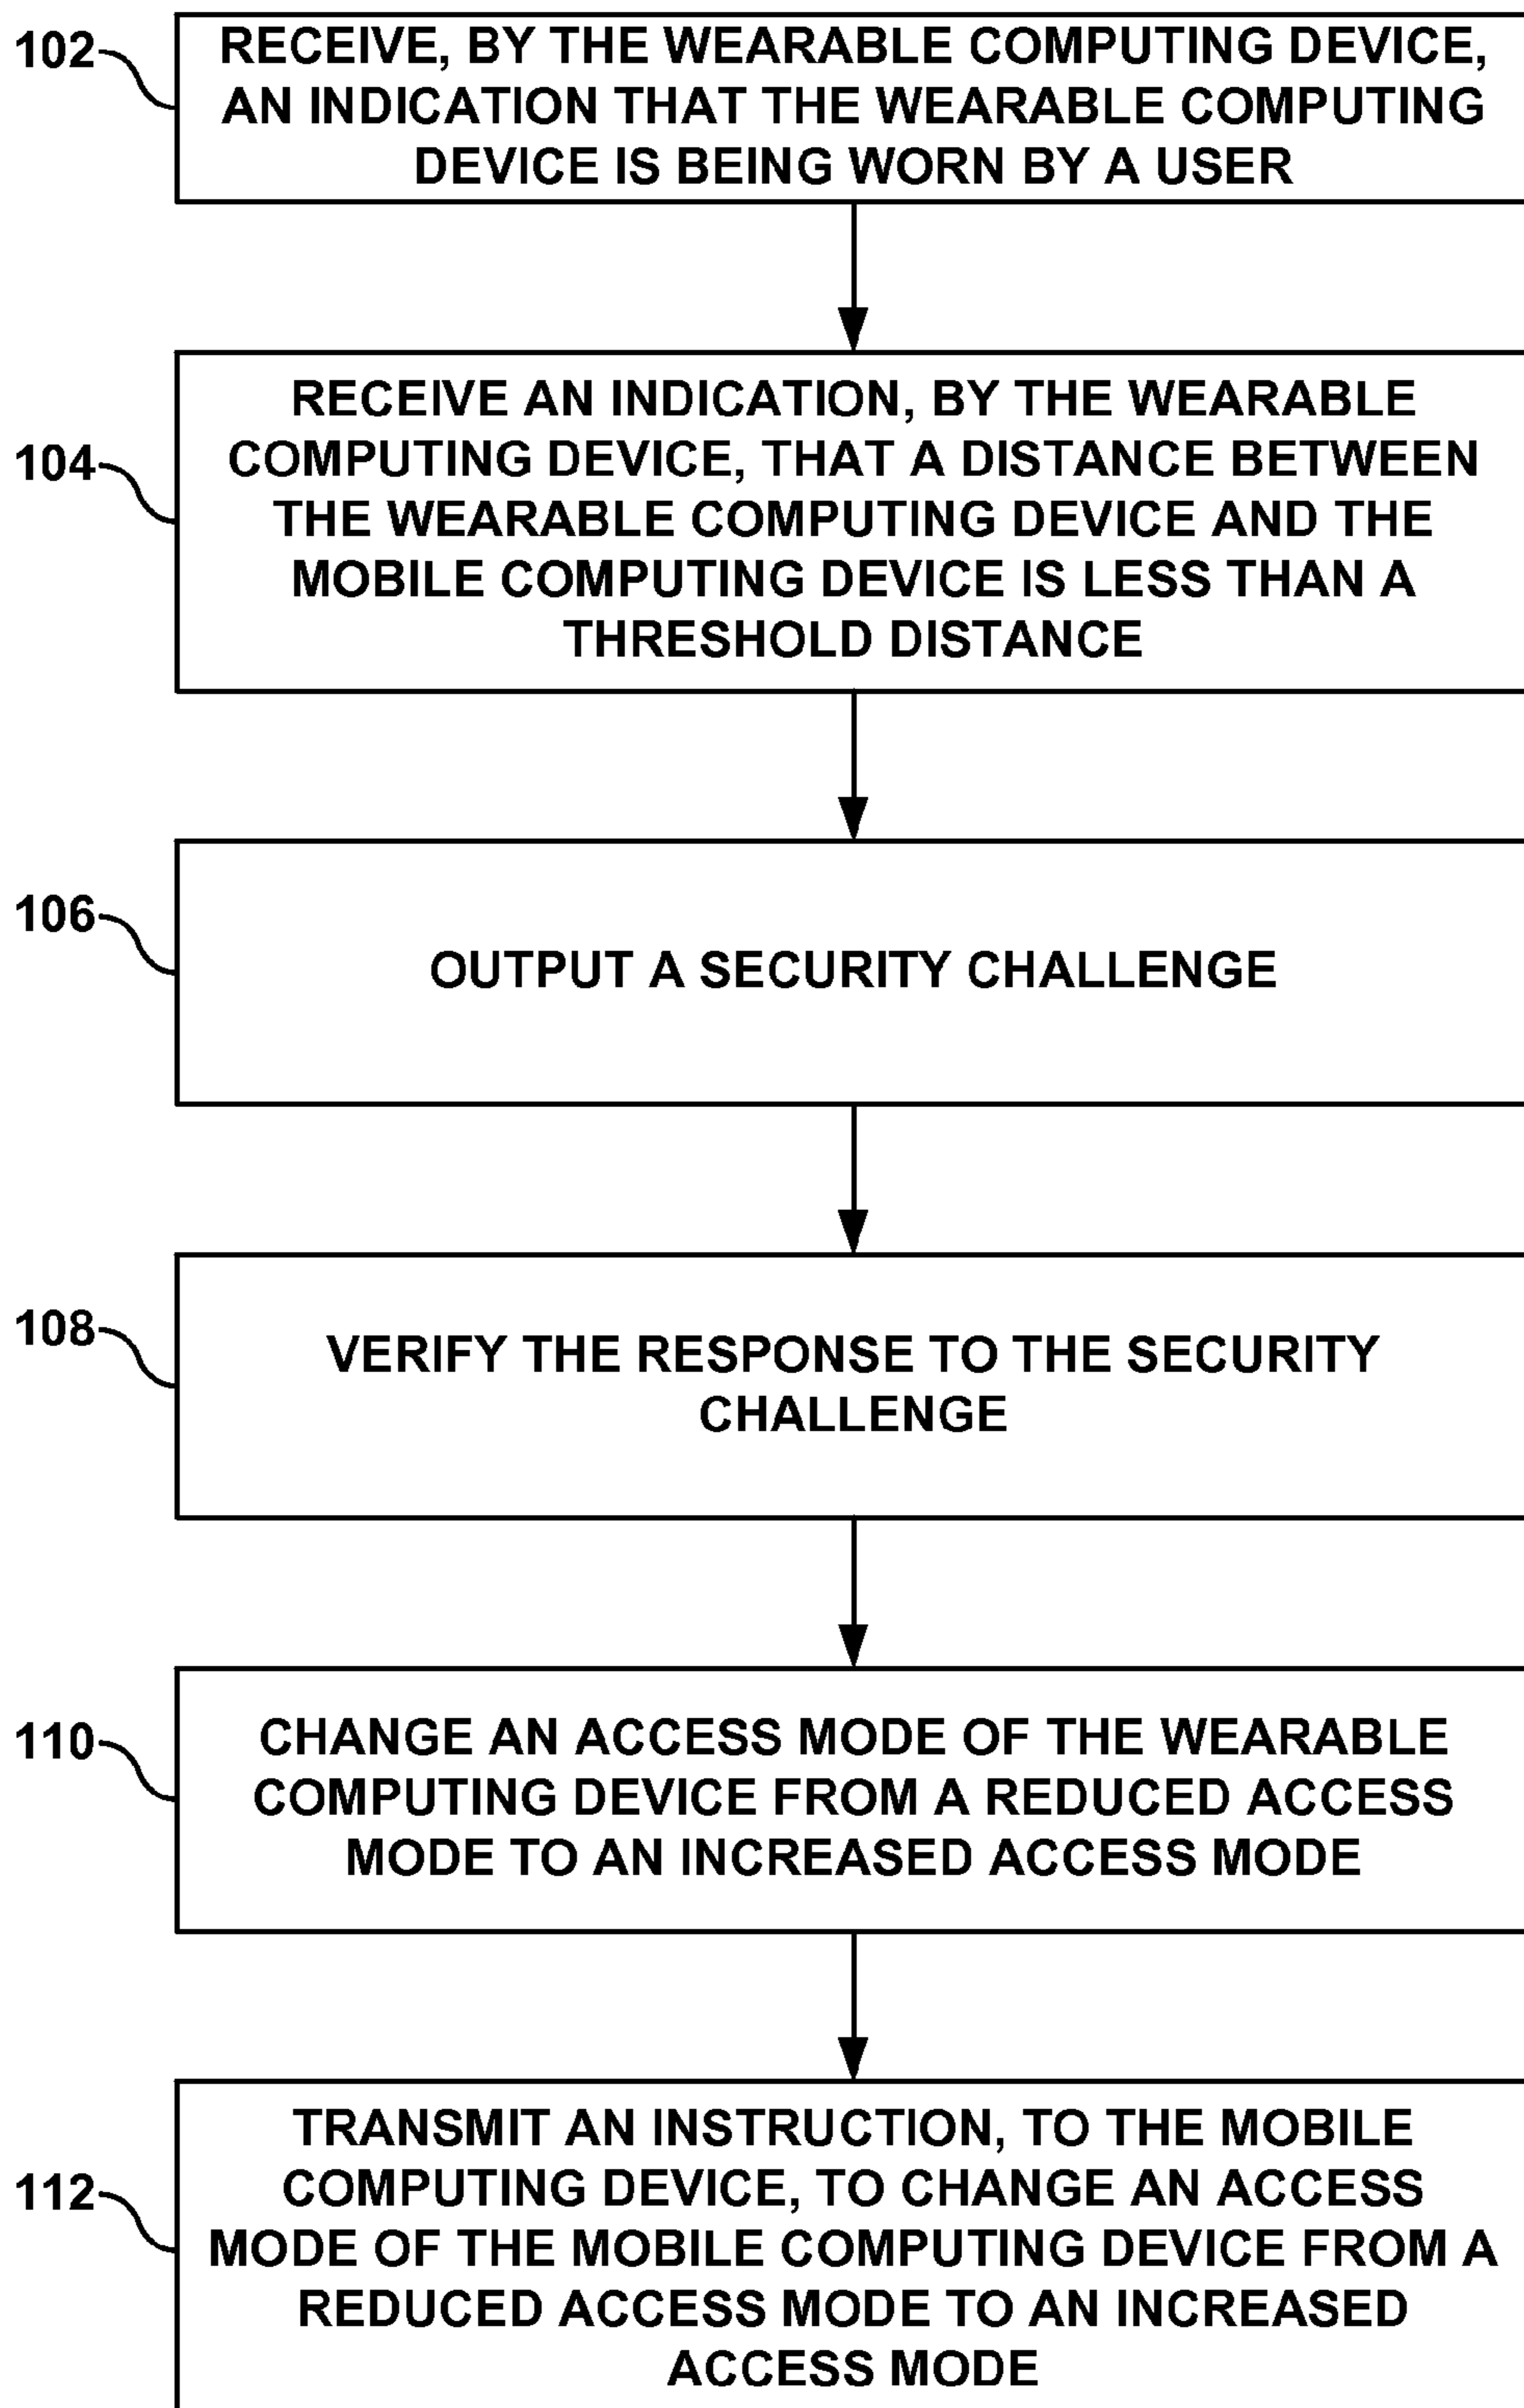 102
RECEIVE, BY THE WEARABLE COMPUTING DEVICE,
AN INDICATION THAT THE WEARABLE COMPUTING
DEVICE IS BEING WORN BY A USER
104
RECEIVE AN INDICATION, BY THE WEARABLE
COMPUTING DEVICE, THAT A DISTANCE BETWEEN
THE WEARABLE COMPUTING DEVICE AND THE
MOBILE COMPUTING DEVICE IS LESS THAN A
THRESHOLD DISTANCE
106
OUTPUT A SECURITY CHALLENGE
108
VERIFY THE RESPONSE TO THE SECURITY
CHALLENGE
110
CHANGE AN ACCESS MODE OF THE WEARABLE
COMPUTING DEVICE FROM A REDUCED ACCESS
MODE TO AN INCREASED ACCESS MODE
112
TRANSMIT AN INSTRUCTION, TO THE MOBILE
COMPUTING DEVICE, TO CHANGE AN ACCESS
MODE OF THE MOBILE COMPUTING DEVICE FROM A
REDUCED ACCESS MODE TO AN INCREASED
ACCESS MODE